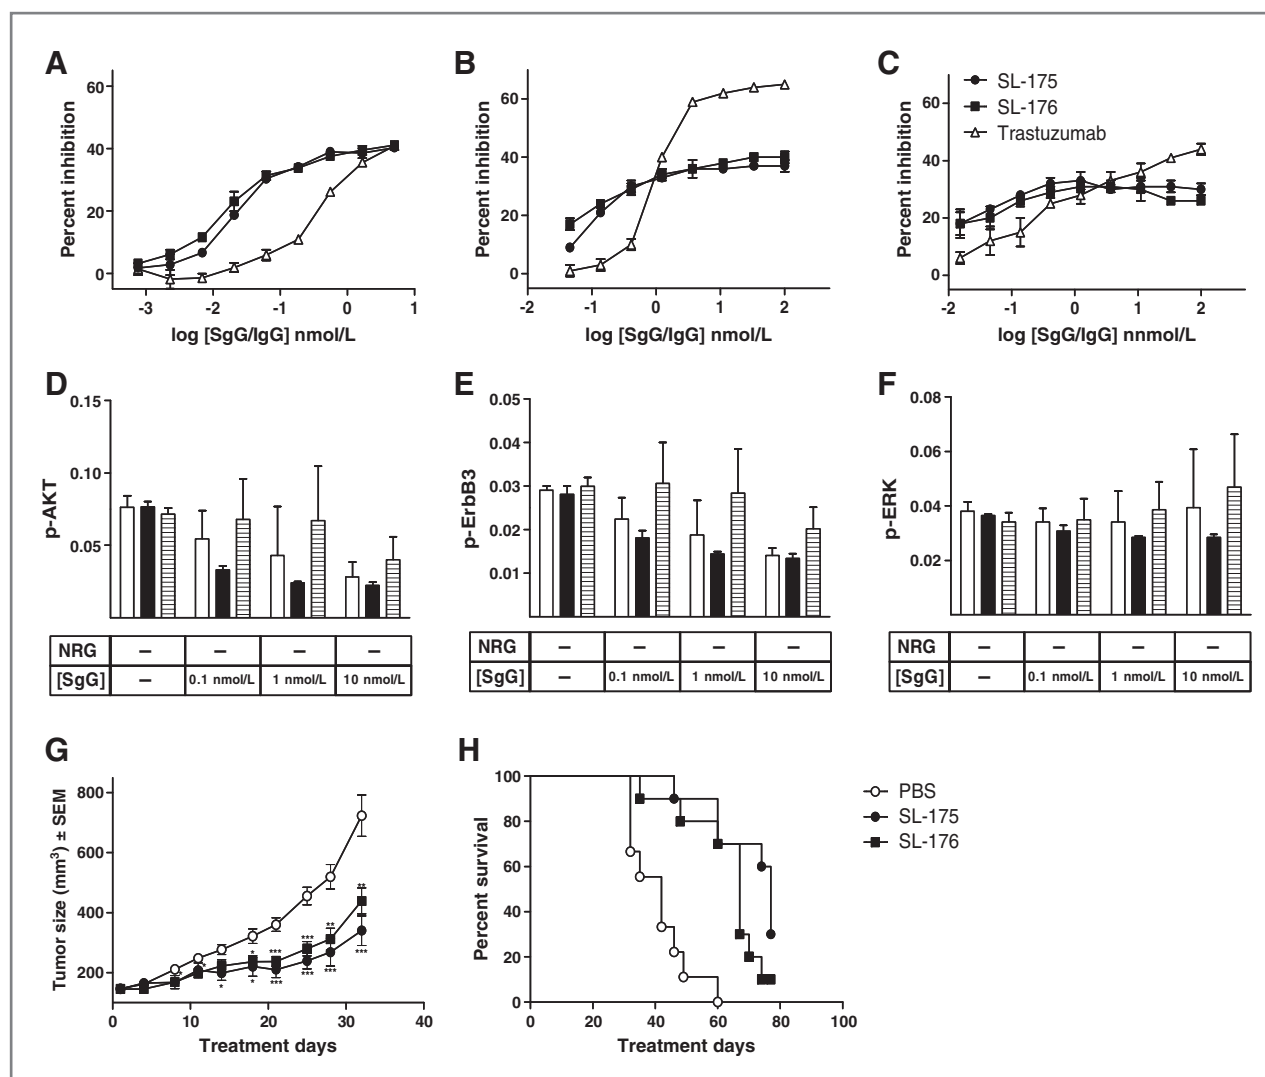 A
Percent inhibition
60
40
20
0
-3
-2
-1
0
1
log [SgG/IgG] nmol/L
B
Percent inhibition
60
40
20
0
-2
-1
0
1
2
log [SgG/IgG] nmol/L
C
Percent inhibition
60
40
20
0
-2
-1
0
1
2
log [SgG/IgG] nnmol/L
SL-175
SL-176
Trastuzumab
D
p-AKT
0.15
0.10
0.05
NRG – – – –
[SgG] – 0.1 nmol/L 1 nmol/L 10 nmol/L
E
p-ErbB3
0.05
0.04
0.03
0.02
0.01
NRG – – – –
[SgG] – 0.1 nmol/L 1 nmol/L 10 nmol/L
F
p-ERK
0.08
0.06
0.04
0.02
NRG – – – –
[SgG] – 0.1 nmol/L 1 nmol/L 10 nmol/L
G
Tumor size (mm³) ± SEM
800
600
400
200
0
10
20
30
40
Treatment days
H
Percent survival
100
80
60
40
20
0
0
20
40
60
80
100
Treatment days
PBS
SL-175
SL-176